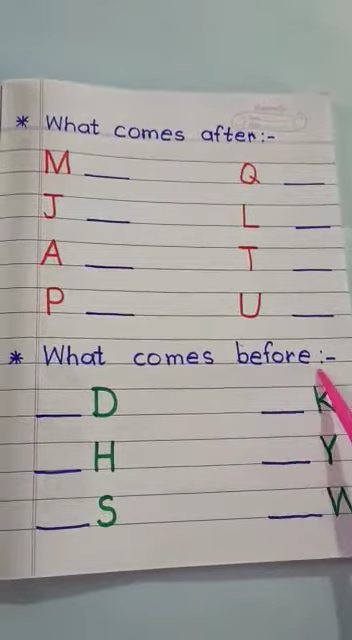 * What comes after:-
M ___ Q ___
J ___ L ___
A ___ T ___
P ___ U ___
* What comes before:-
___ D ___ K
___ H ___ Y
___ S ___